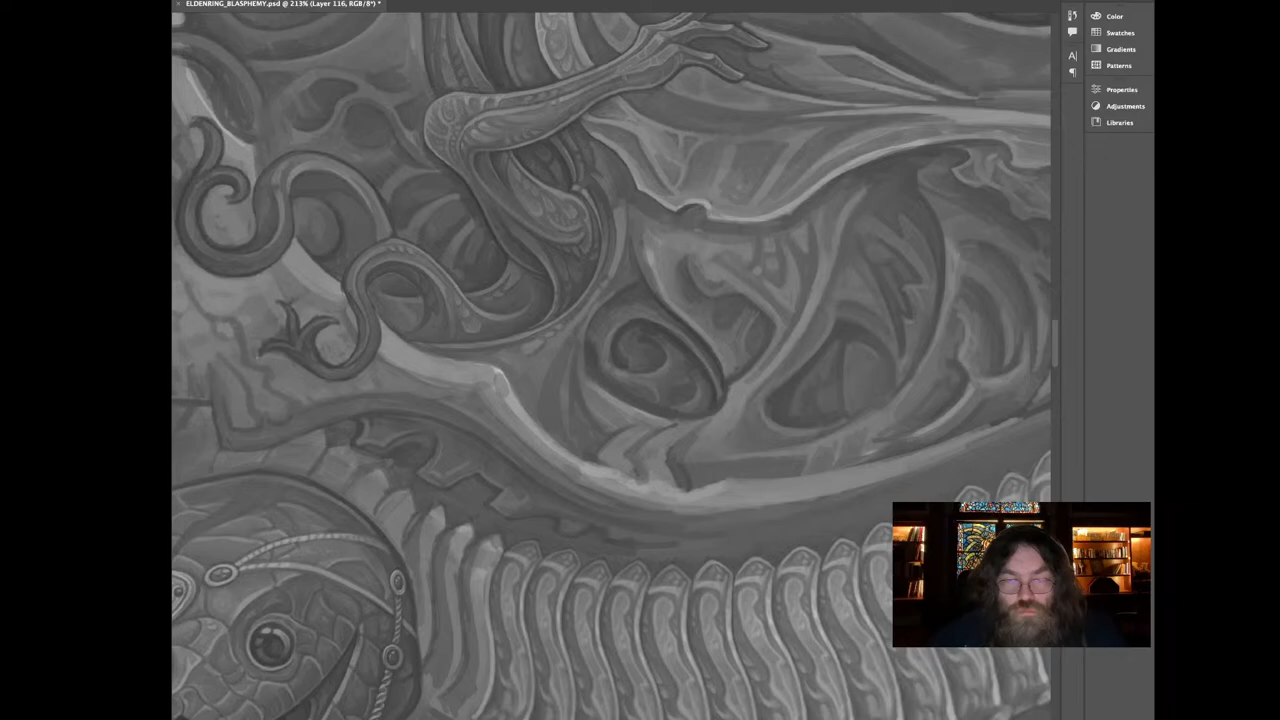 × ELDENRING_BLASPHEMY.psd @ 213% (Layer 116, RGB/8*) *
Color
Swatches
A|
Gradients
¶
Patterns
Properties
Adjustments
Libraries